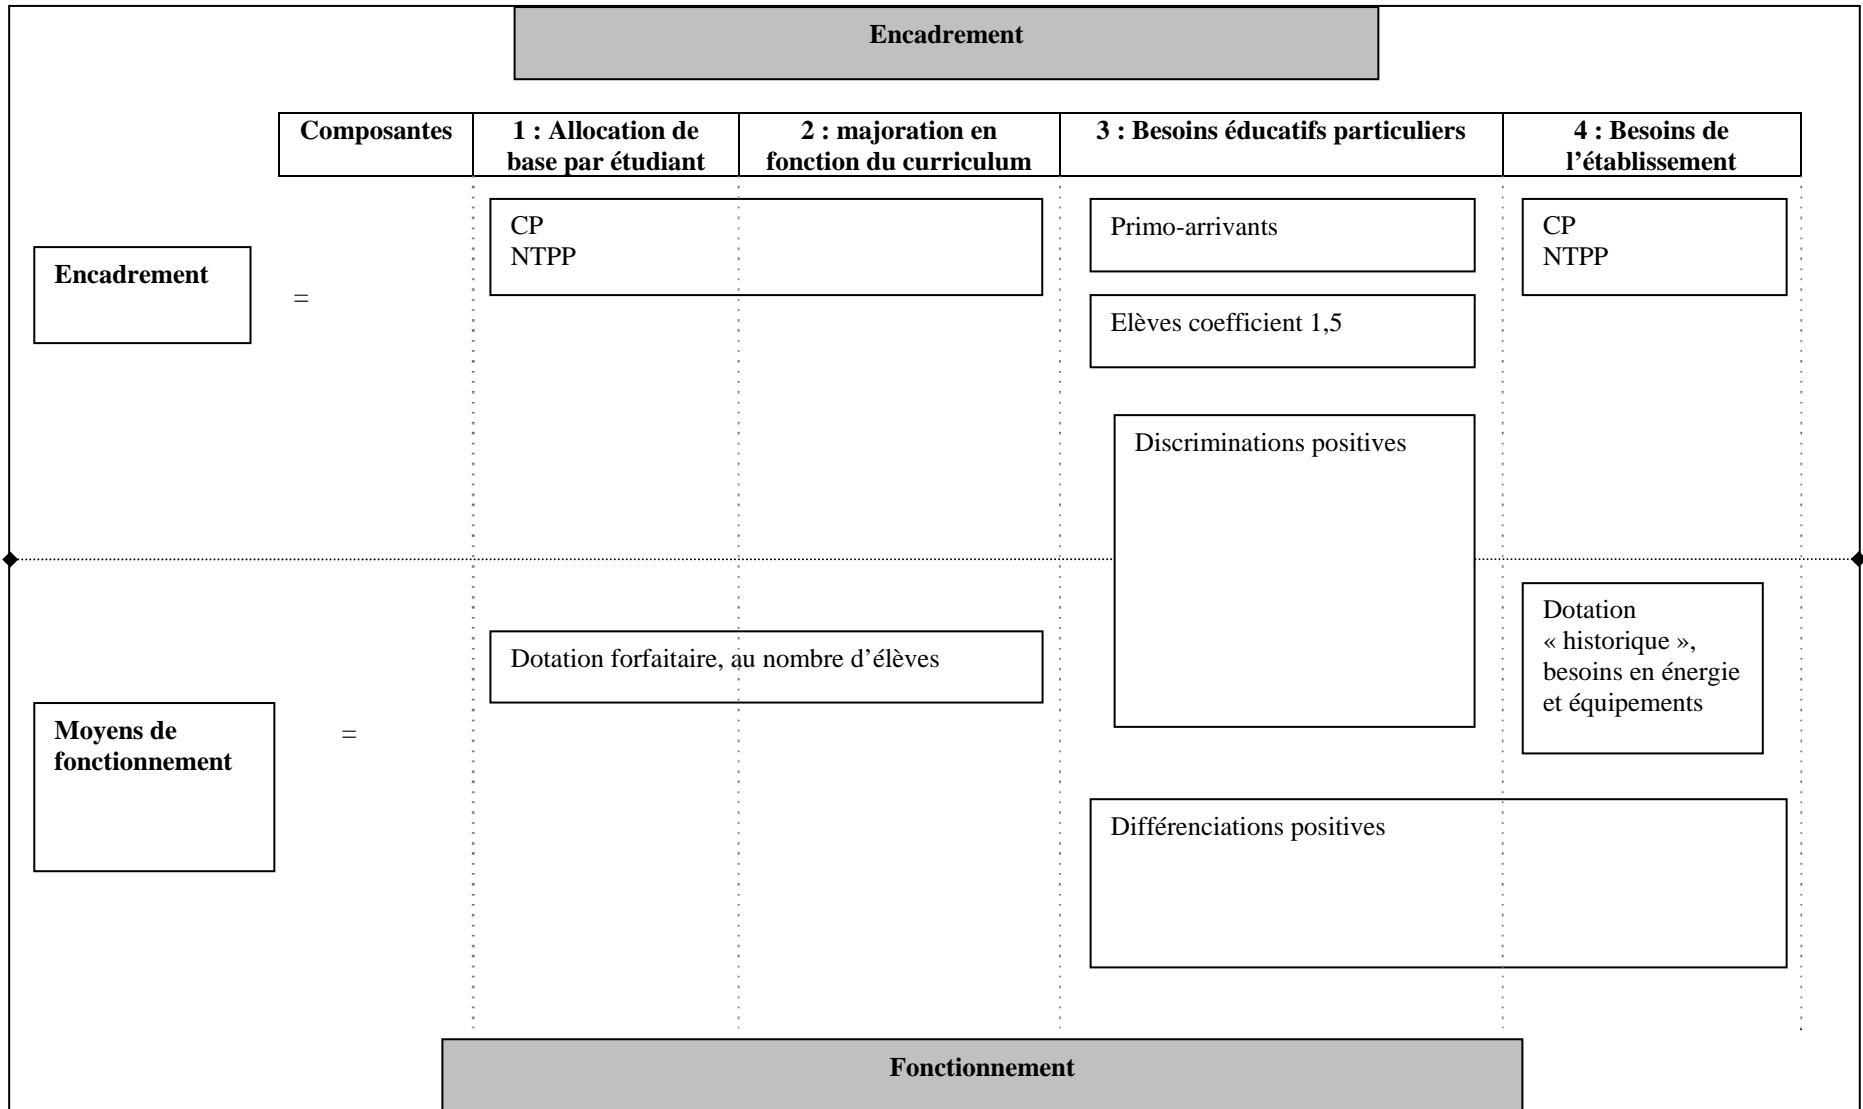 Encadrement
Composantes
1 : Allocation de
base par étudiant
2 : majoration en
fonction du curriculum
3 : Besoins éducatifs particuliers
4 : Besoins de
l’établissement
Encadrement
=
CP
NTPP
Primo-arrivants
Elèves coefficient 1,5
CP
NTPP
Discriminations positives
Moyens de
fonctionnement
=
Dotation forfaitaire, au nombre d’élèves
Dotation
« historique »,
besoins en énergie
et équipements
Différenciations positives
Fonctionnement